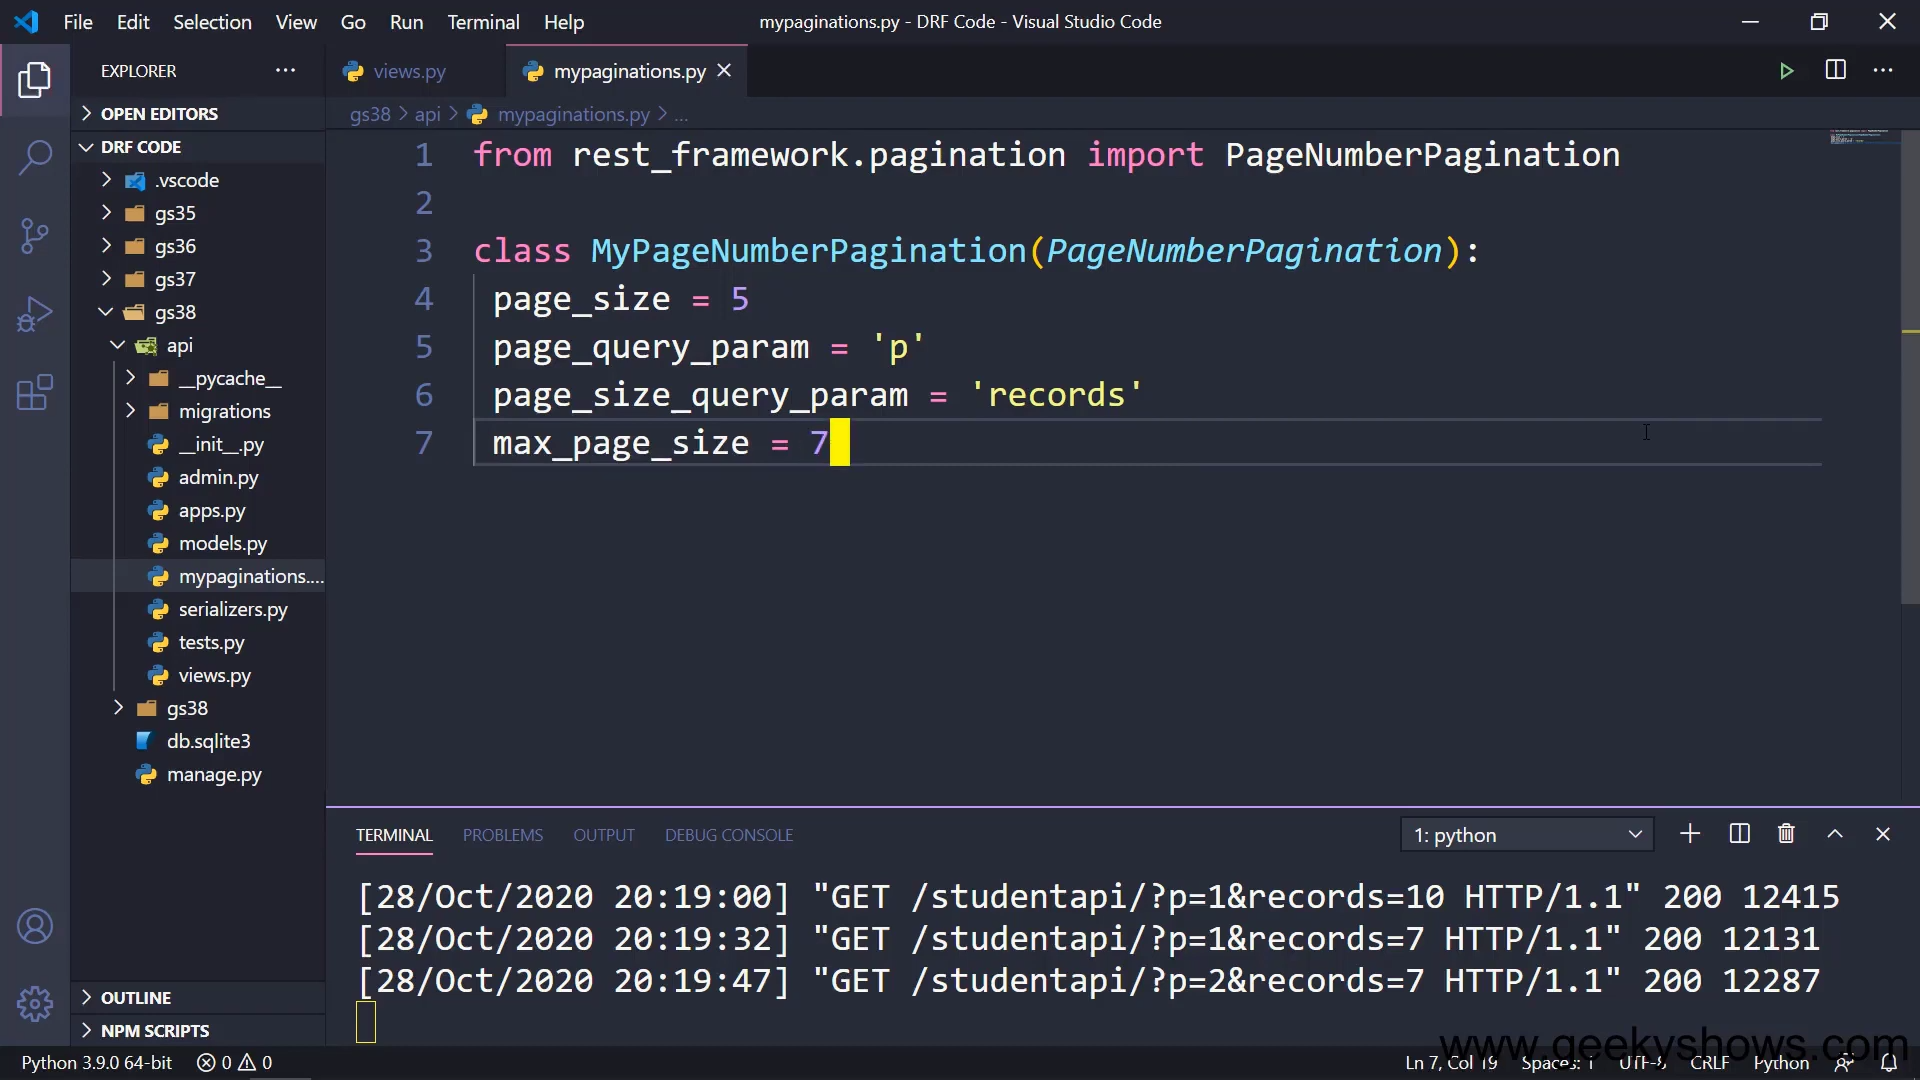 File Edit Selection View Go Run Terminal Help
mypaginations.py - DRF Code - Visual Studio Code
EXPLORER
OPEN EDITORS
DRF CODE
.vscode
gs35
gs36
gs37
gs38
api
__pycache__
migrations
__init__.py
admin.py
apps.py
models.py
mypaginations....
serializers.py
tests.py
views.py
gs38
db.sqlite3
manage.py
OUTLINE
NPM SCRIPTS
views.py
mypaginations.py
gs38 > api > mypaginations.py > ...
1 from rest_framework.pagination import PageNumberPagination
2
3 class MyPageNumberPagination(PageNumberPagination):
4 page_size = 5
5 page_query_param = 'p'
6 page_size_query_param = 'records'
7 max_page_size = 7
TERMINAL PROBLEMS OUTPUT DEBUG CONSOLE
1: python
[28/Oct/2020 20:19:00] "GET /studentapi/?p=1&records=10 HTTP/1.1" 200 12415
[28/Oct/2020 20:19:32] "GET /studentapi/?p=1&records=7 HTTP/1.1" 200 12131
[28/Oct/2020 20:19:47] "GET /studentapi/?p=2&records=7 HTTP/1.1" 200 12287
www.geekyshows.com
Python 3.9.0 64-bit 0 0
Ln 7, Col 19 Spaces: 1 UTF-8 CRLF Python